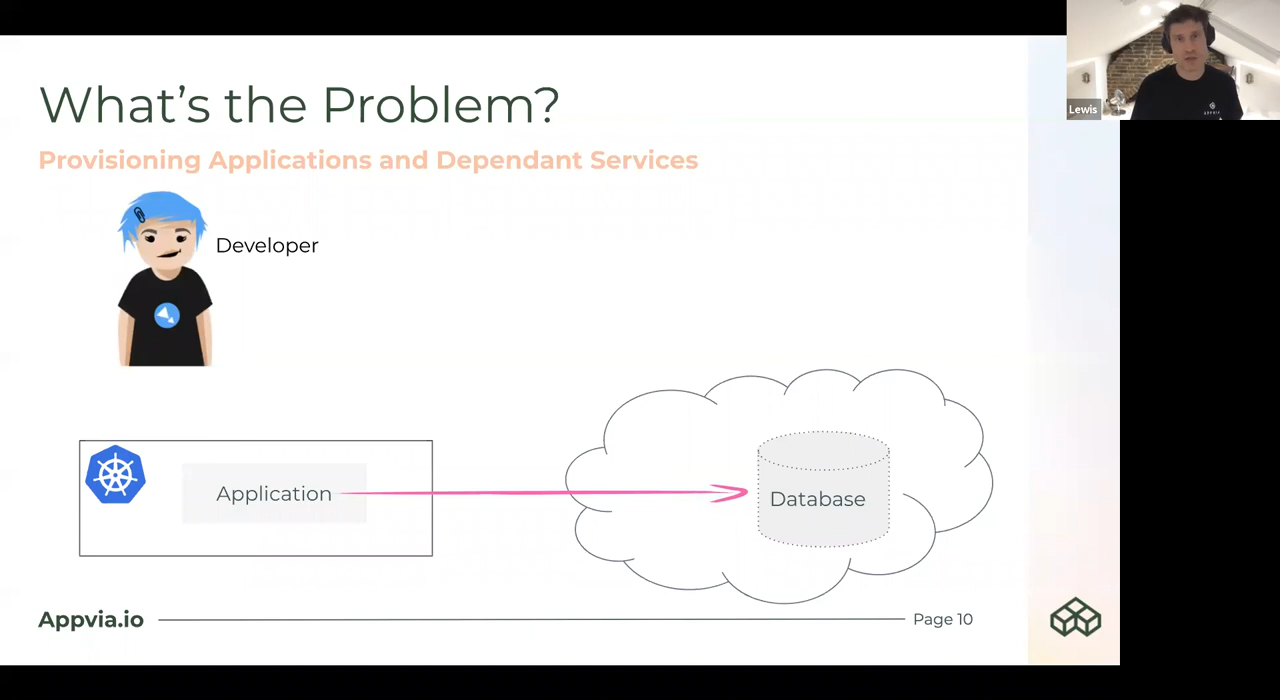 What's the Problem?
Provisioning Applications and Dependant Services
Developer
Application
Database
Appvia.io
Page 10
Lewis